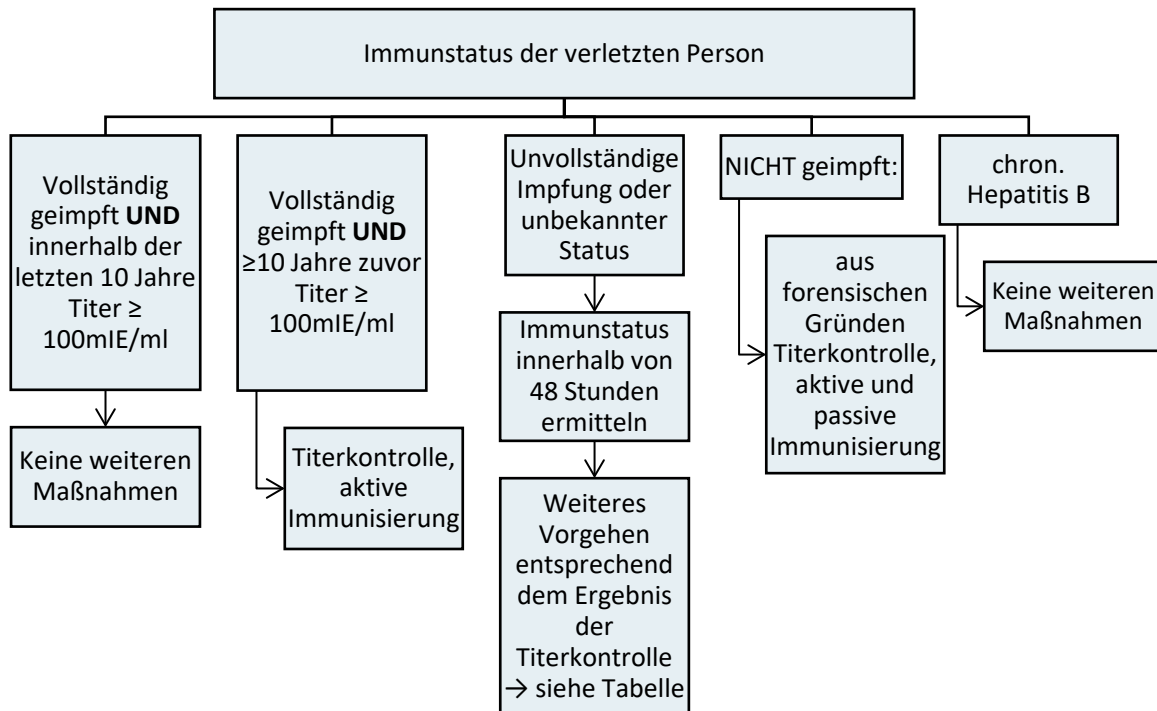 Immunstatus der verletzten Person
Vollständig
geimpft UND
innerhalb der
letzten 10 Jahre
Titer ≥
100mIE/ml
Keine weiteren
Maßnahmen
Vollständig
geimpft UND
≥10 Jahre zuvor
Titer ≥
100mIE/ml
Titerkontrolle,
aktive
Immunisierung
Unvollständige
Impfung oder
unbekannter
Status
Immunstatus
innerhalb von
48 Stunden
ermitteln
Weiteres
Vorgehen
entsprechend
dem Ergebnis
der
Titerkontrolle
→ siehe Tabelle
NICHT geimpft:
aus
forensischen
Gründen
Titerkontrolle,
aktive und
passive
Immunisierung
chron.
Hepatitis B
Keine weiteren
Maßnahmen